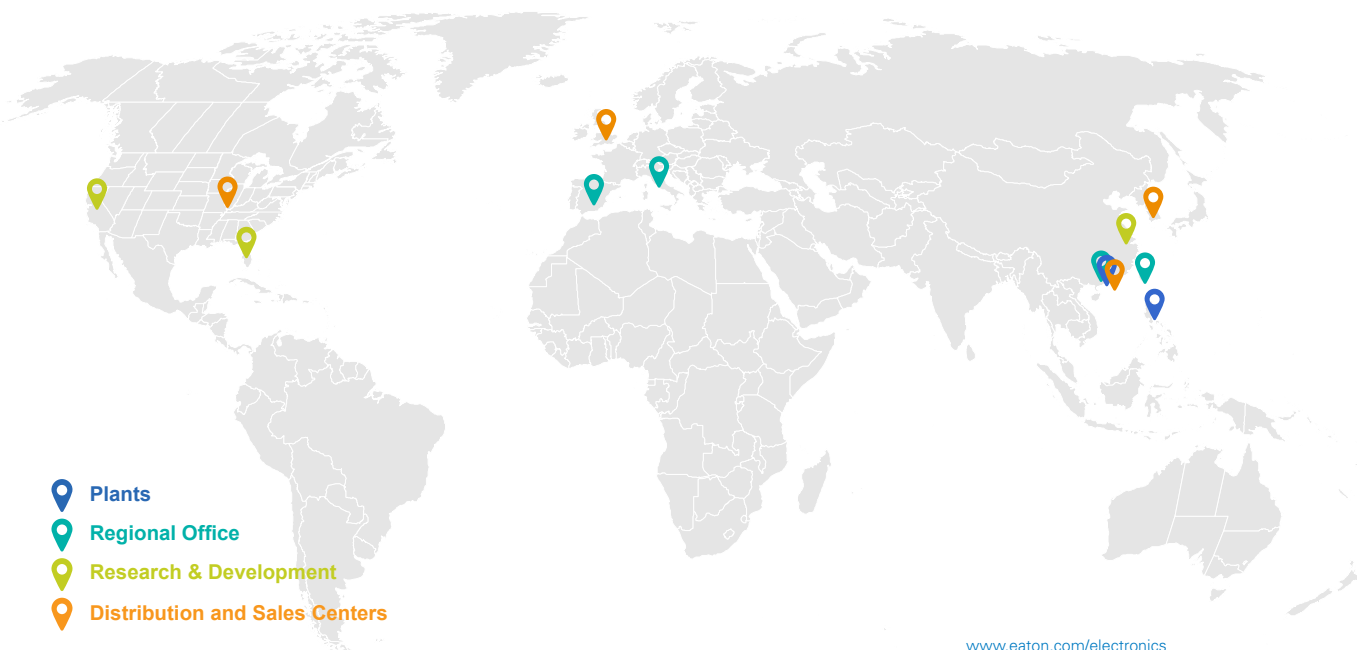 Plants
Regional Office
Research & Development
Distribution and Sales Centers
www.eaton.com/electronics